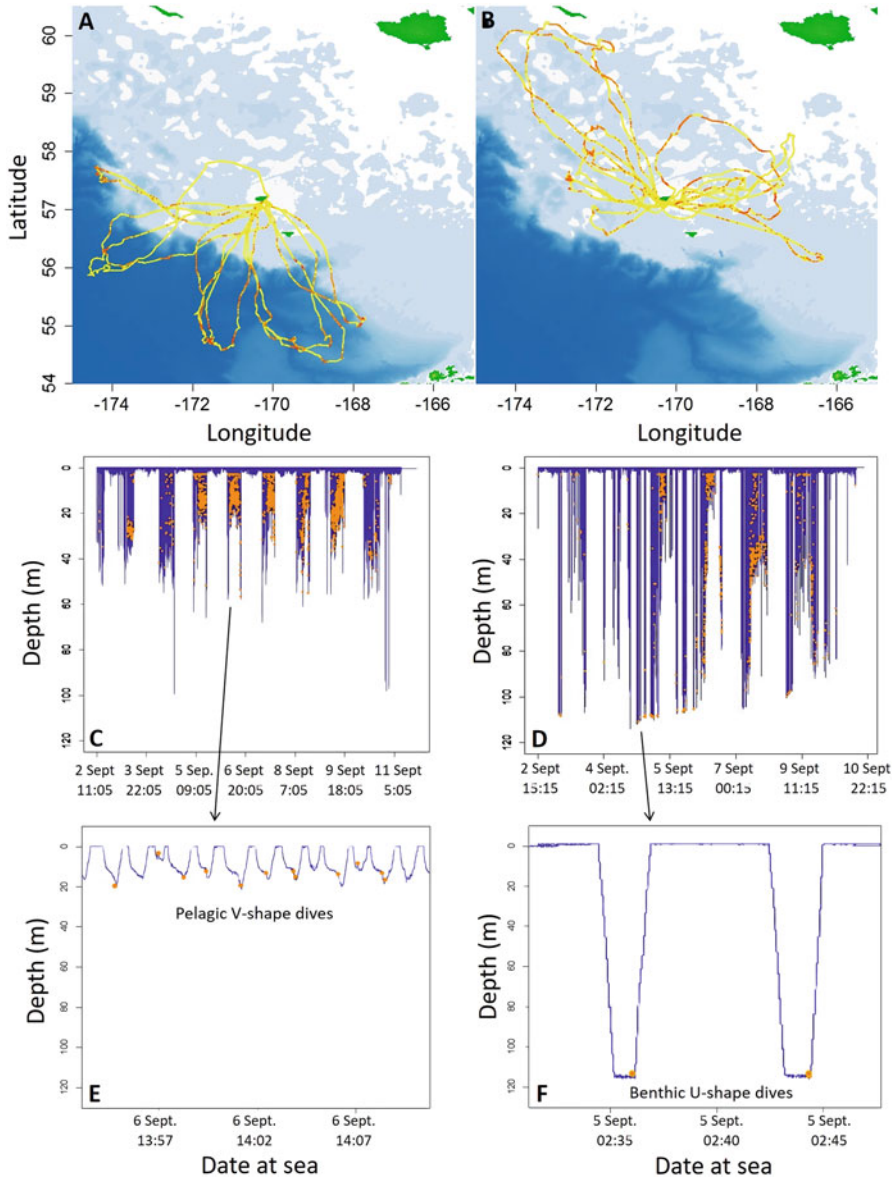 A
B
60
59
58
57
56
55
54
Latitude
-174
-172
-170
-168
-166
-174
-172
-170
-168
-166
Longitude
Longitude
0
20
40
60
80
100
120
Depth (m)
C
2 Sept
11:05
3 Sept
22:05
5 Sept.
09:05
6 Sept
20:05
8 Sept
7:05
9 Sept
18:05
11 Sept
5:05
0
20
40
60
80
100
120
Depth (m)
D
2 Sept
15:15
4 Sept.
02:15
5 Sept
13:15
7 Sept
00:15
9 Sept
11:15
10 Sept
22:15
0
20
40
60
80
100
120
Depth (m)
Pelagic V-shape dives
E
6 Sept.
13:57
6 Sept.
14:02
6 Sept.
14:07
Date at sea
0
20
40
60
80
100
120
Depth (m)
F
Benthic U-shape dives
5 Sept.
02:35
5 Sept.
02:40
5 Sept.
02:45
Date at sea